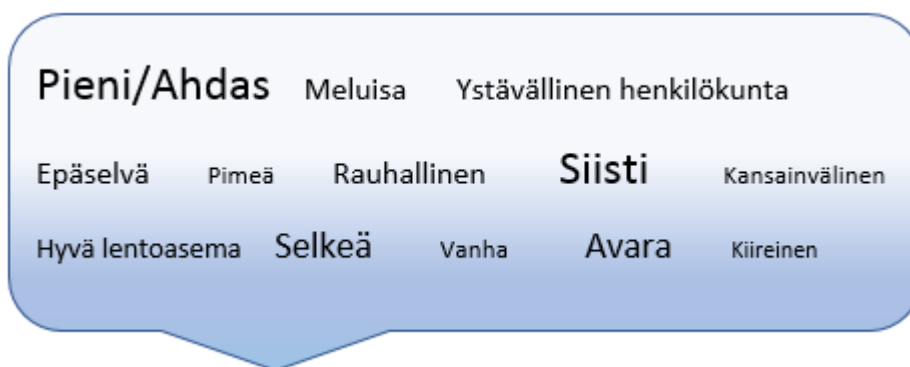 Pieni/Ahdas Meluisa Ystävällinen henkilökunta
Epäselvä Pimeä Rauhallinen Siisti Kansainvälinen
Hyvä lentoasema Selkeä Vanha Avara Kiireinen